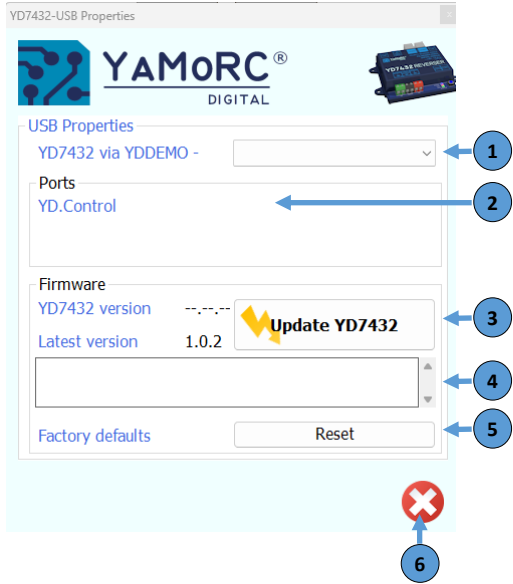 YD7432-USB Properties
x
YAMORC®
DIGITAL
YD7432 REVERSER
USB Properties
YD7432 via YDDEMO -
1
Ports
YD.Control
2
Firmware
YD7432 version --.--.--
Update YD7432
3
Latest version 1.0.2
4
Factory defaults Reset
5
6